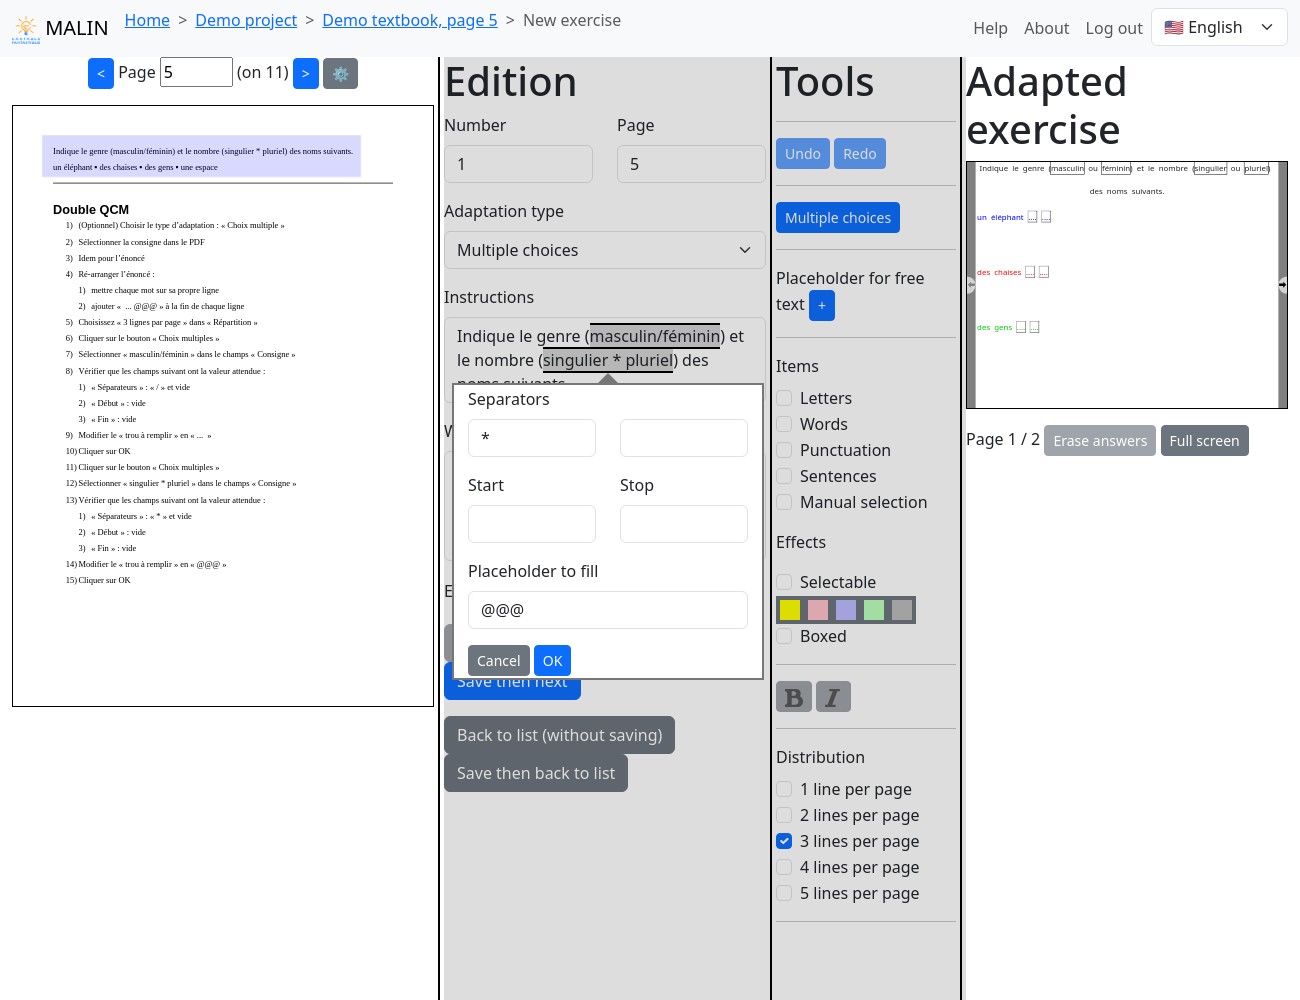 MALIN
Home > Demo project > Demo textbook, page 5 > New exercise
Help About Log out 🇺🇸 English
< Page 5 (on 11) > ⚙️
Indique le genre (masculin/féminin) et le nombre (singulier * pluriel) des noms suivants.
un éléphant • des chaises • des gens • une espace
Double QCM
1) (Optionnel) Choisir le type d’adaptation : « Choix multiple »
2) Sélectionner la consigne dans le PDF
3) Idem pour l’énoncé
4) Ré-arranger l’énoncé :
1) mettre chaque mot sur sa propre ligne
2) ajouter « ... @@@ » à la fin de chaque ligne
5) Choisissez « 3 lignes par page » dans « Répartition »
6) Cliquer sur le bouton « Choix multiples »
7) Sélectionner « masculin/féminin » dans le champs « Consigne »
8) Vérifier que les champs suivant ont la valeur attendue :
1) « Séparateurs » : « / » et vide
2) « Début » : vide
3) « Fin » : vide
9) Modifier le « trou à remplir » en « ... »
10) Cliquer sur OK
11) Cliquer sur le bouton « Choix multiples »
12) Sélectionner « singulier * pluriel » dans le champs « Consigne »
13) Vérifier que les champs suivant ont la valeur attendue :
1) « Séparateurs » : « * » et vide
2) « Début » : vide
3) « Fin » : vide
14) Modifier le « trou à remplir » en « @@@ »
15) Cliquer sur OK
Edition
Number Page
1 5
Adaptation type
Multiple choices
Instructions
Indique le genre (masculin/féminin) et
le nombre (singulier * pluriel) des
noms suivants.
Separators
*
Start Stop
Placeholder to fill
@@@
Cancel OK
Save then next
Back to list (without saving)
Save then back to list
Tools
Undo Redo
Multiple choices
Placeholder for free
text +
Items
Letters
Words
Punctuation
Sentences
Manual selection
Effects
Selectable
Boxed
B I
Distribution
1 line per page
2 lines per page
3 lines per page
4 lines per page
5 lines per page
Adapted
exercise
Indique le genre (masculin ou féminin) et le nombre (singulier ou pluriel)
des noms suivants.
un éléphant ... ...
des chaises ... ...
des gens ... ...
Page 1 / 2 Erase answers Full screen